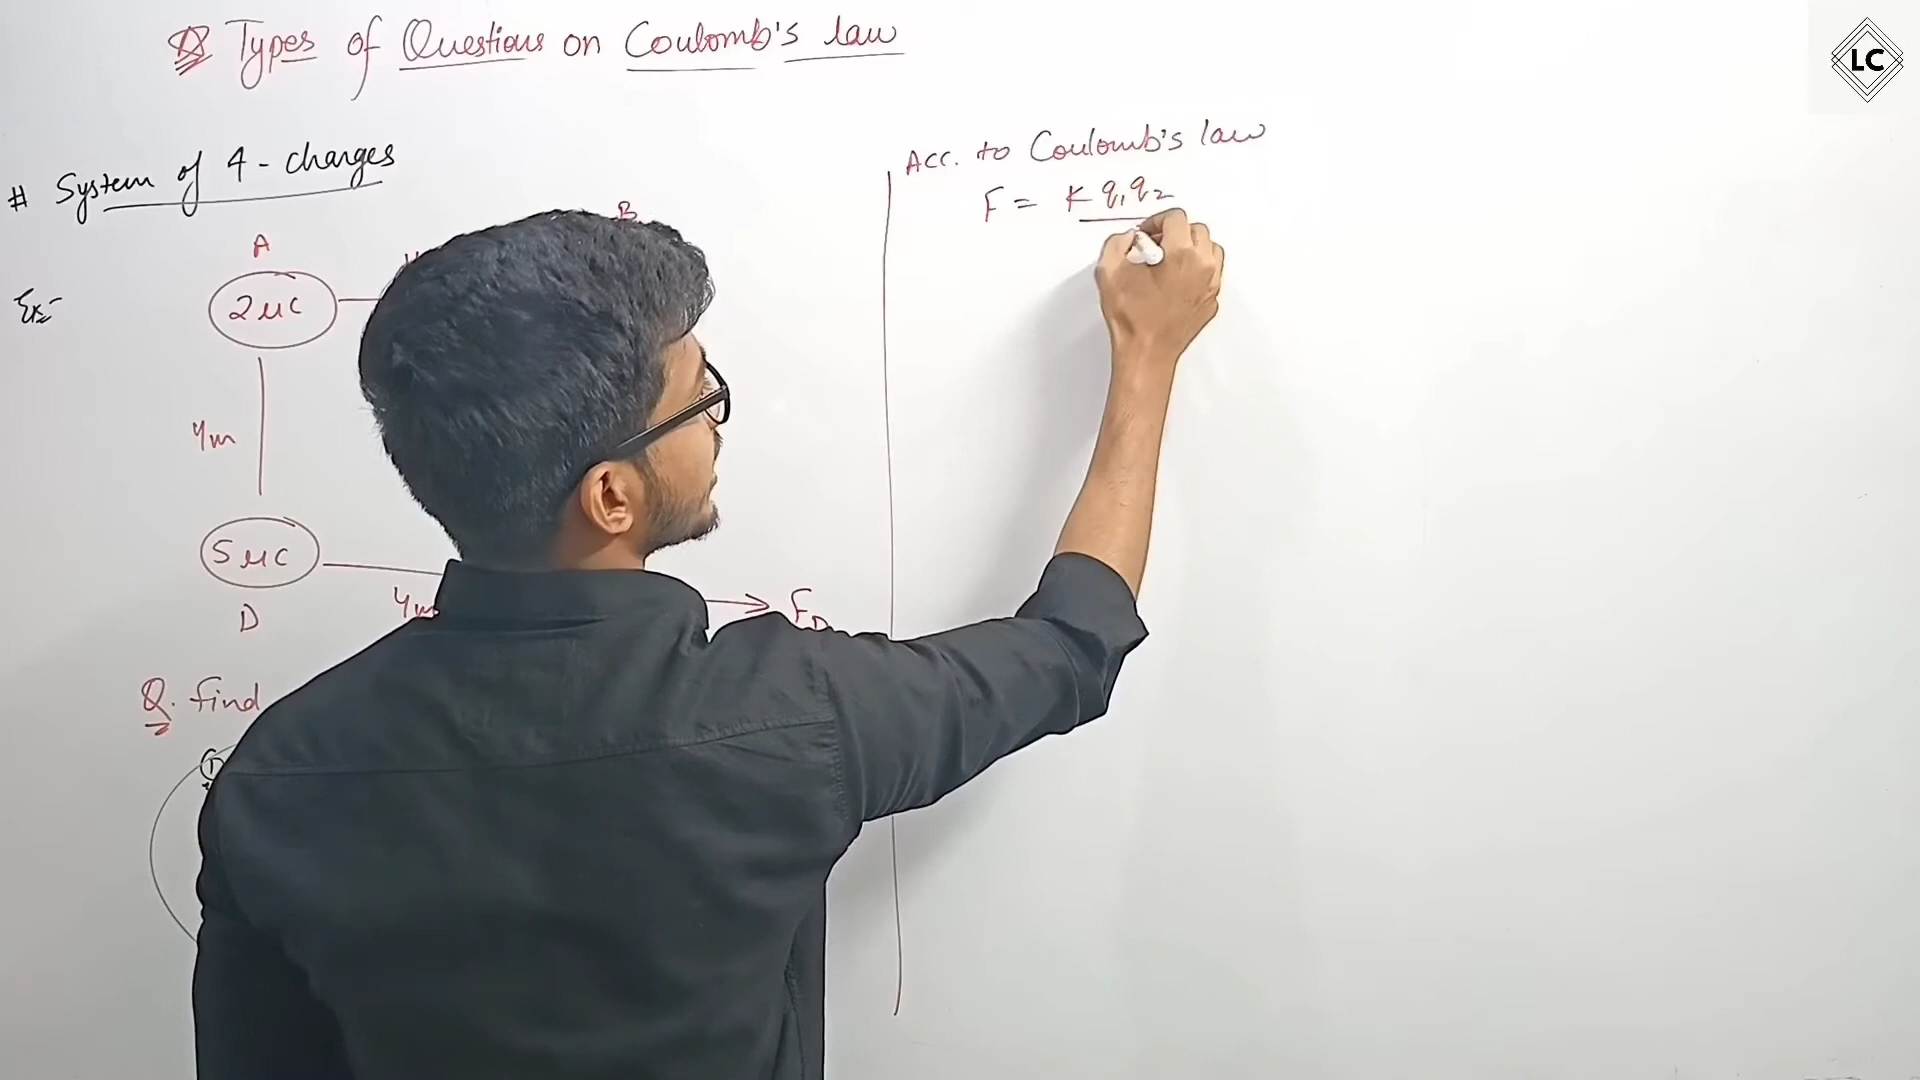 Types of Questions on Coulomb's law
LC
# System of 4 - charges
Acc. to Coulomb's law
F = K q₁q₂
B
A
Ex:-
2μC
4m
5μC
4m
F_D
D
Q. Find